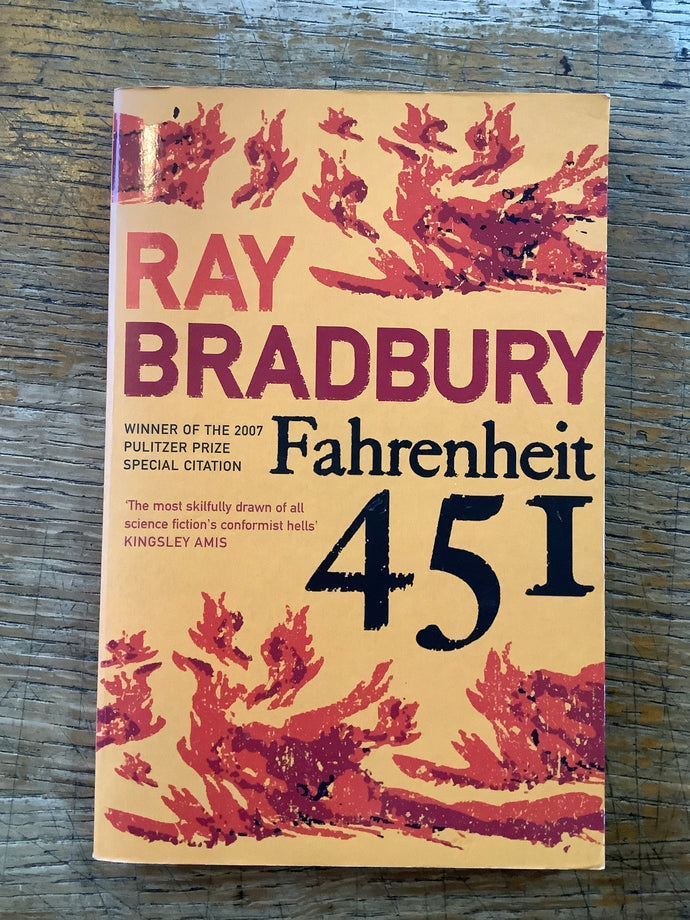 RAY
BRADBURY
WINNER OF THE 2007
PULITZER PRIZE
SPECIAL CITATION
Fahrenheit
451
'The most skilfully drawn of all
science fiction's conformist hells'
KINGSLEY AMIS